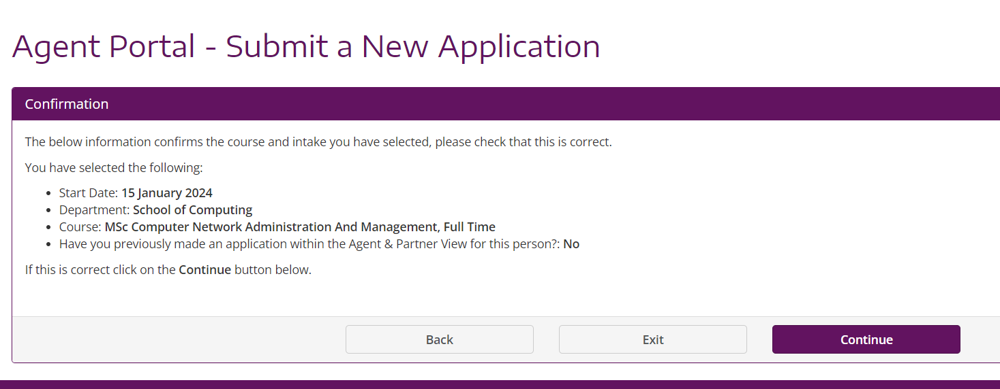 Agent Portal - Submit a New Application
Confirmation
The below information confirms the course and intake you have selected, please check that this is correct.
You have selected the following:
• Start Date: 15 January 2024
• Department: School of Computing
• Course: MSc Computer Network Administration And Management, Full Time
• Have you previously made an application within the Agent & Partner View for this person?: No
If this is correct click on the Continue button below.
Back Exit Continue